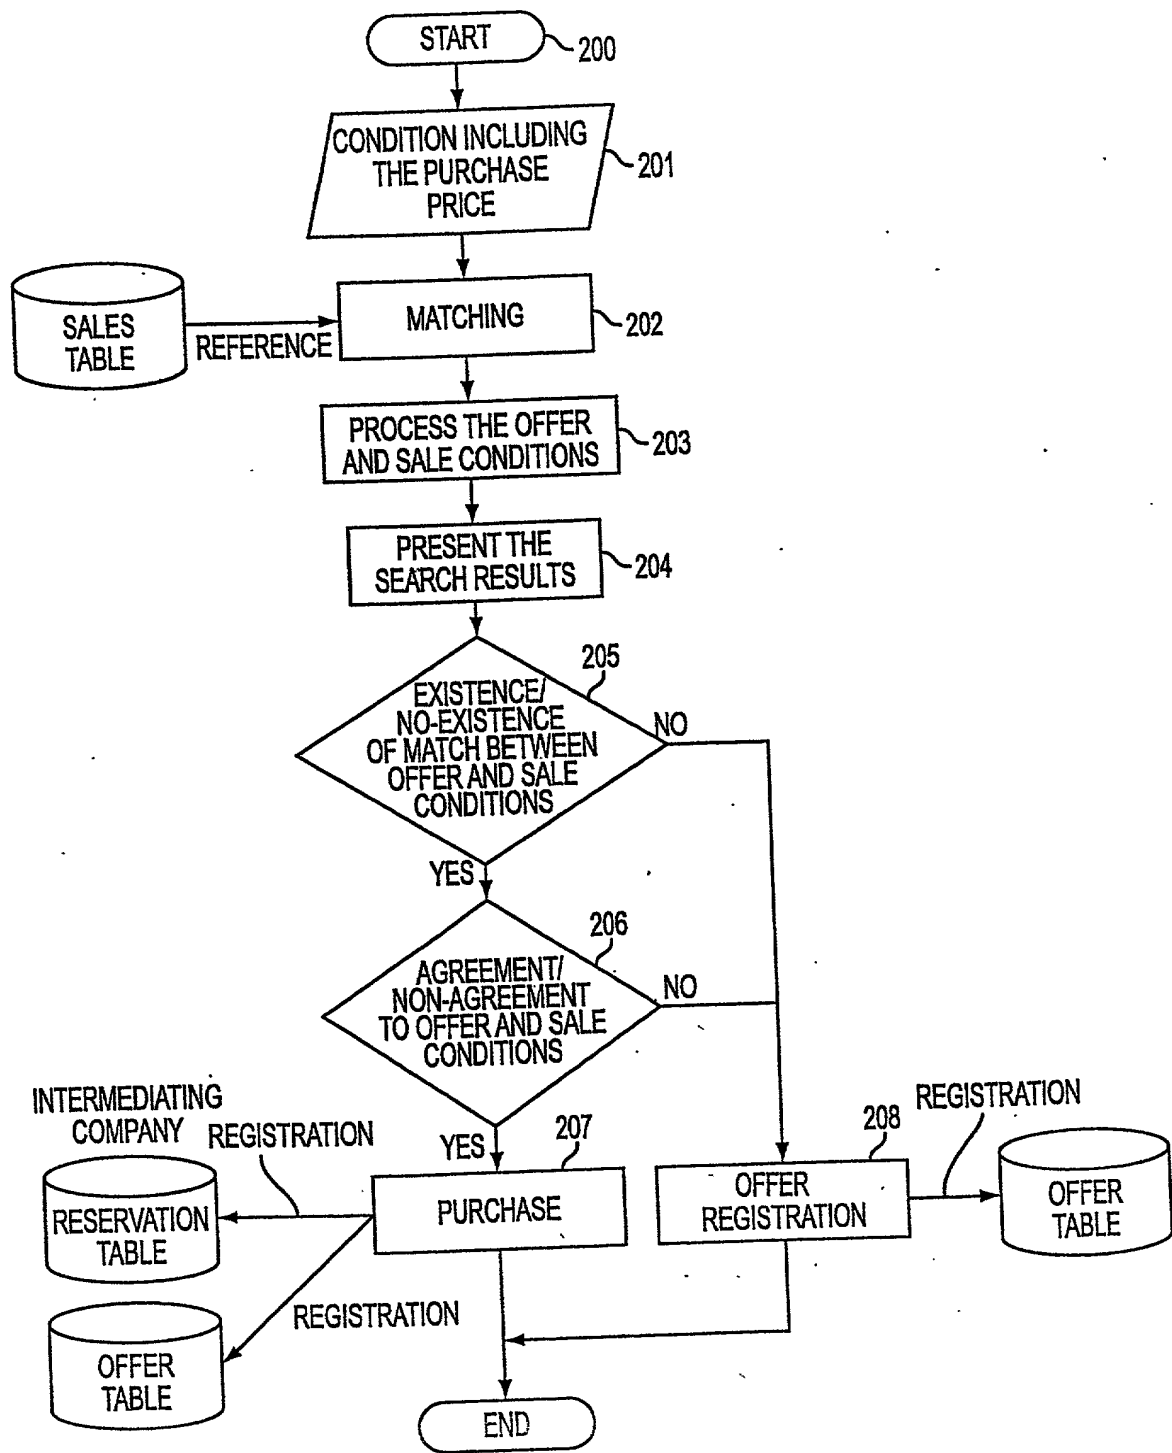 START
200
CONDITION INCLUDING
THE PURCHASE
PRICE
201
SALES
TABLE
REFERENCE
MATCHING
202
PROCESS THE OFFER
AND SALE CONDITIONS
203
PRESENT THE
SEARCH RESULTS
204
205
EXISTENCE/
NO-EXISTENCE
OF MATCH BETWEEN
OFFER AND SALE
CONDITIONS
NO
YES
206
AGREEMENT/
NON-AGREEMENT
TO OFFER AND SALE
CONDITIONS
NO
YES
INTERMEDIATING
COMPANY
REGISTRATION
RESERVATION
TABLE
207
PURCHASE
208
OFFER
REGISTRATION
REGISTRATION
OFFER
TABLE
REGISTRATION
OFFER
TABLE
END